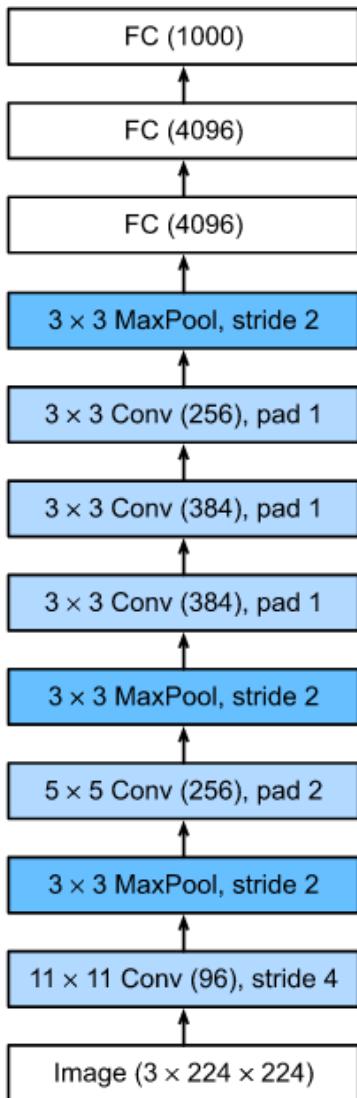 FC (1000)
FC (4096)
FC (4096)
3 × 3 MaxPool, stride 2
3 × 3 Conv (256), pad 1
3 × 3 Conv (384), pad 1
3 × 3 Conv (384), pad 1
3 × 3 MaxPool, stride 2
5 × 5 Conv (256), pad 2
3 × 3 MaxPool, stride 2
11 × 11 Conv (96), stride 4
Image (3 × 224 × 224)